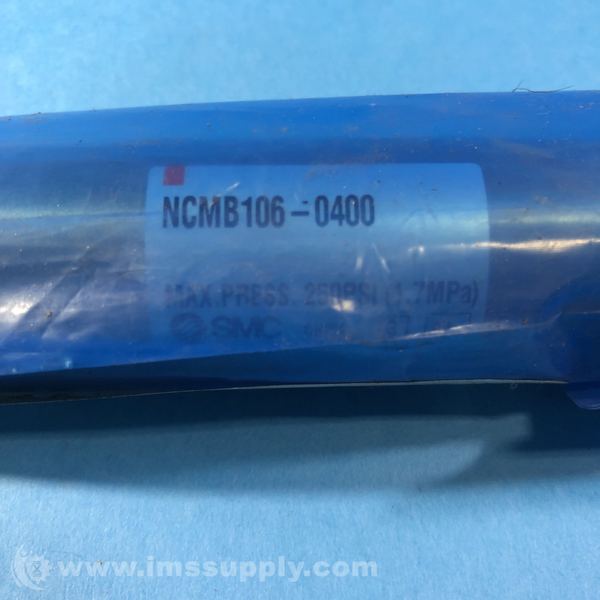 NCMB106-0400
MAX PRESS. 250PSI (1.7MPa)
SMC
www.imssupply.com